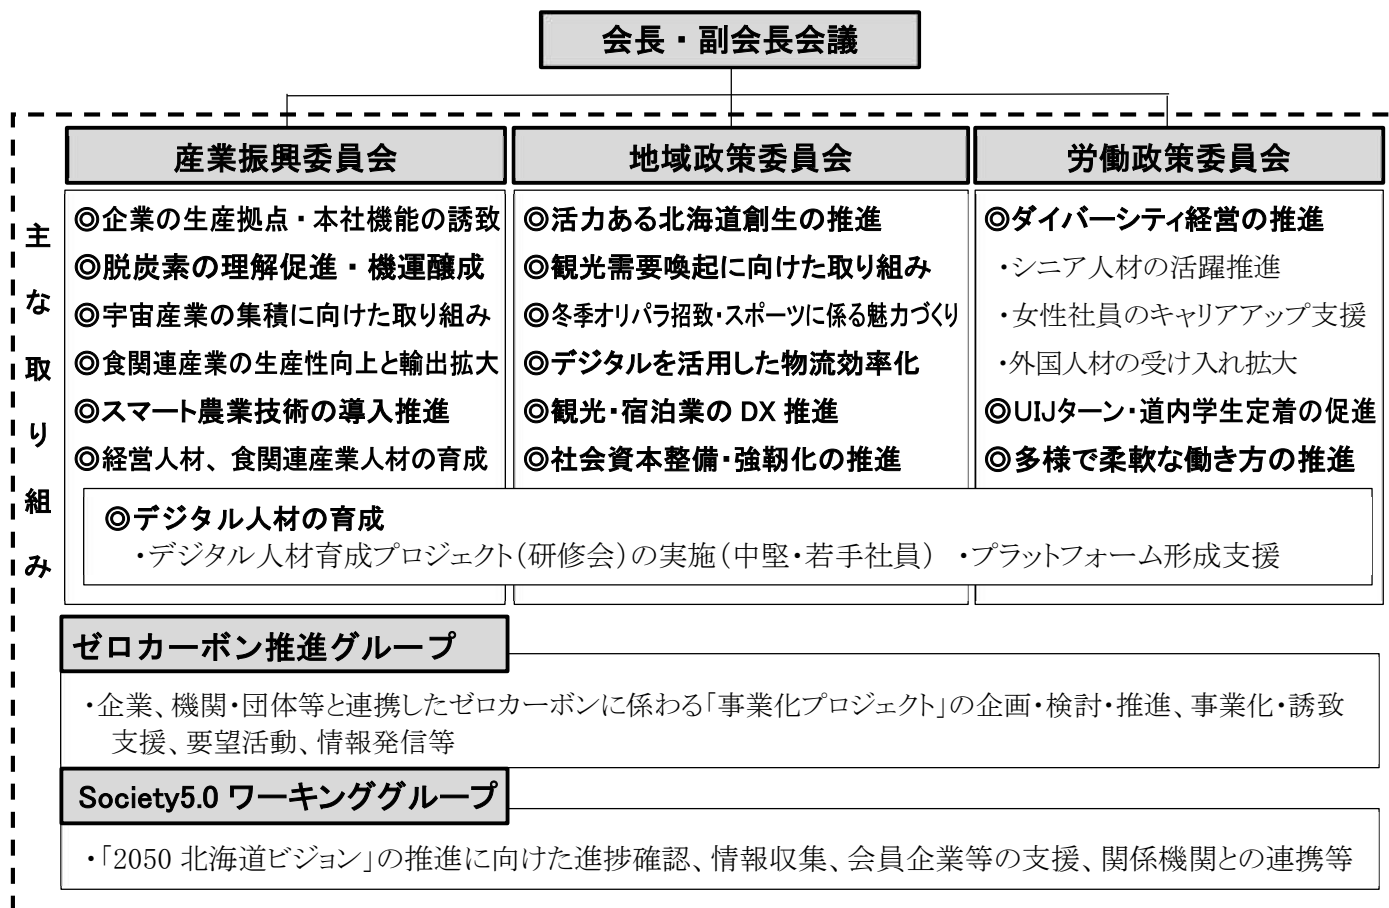 会長・副会長会議
主な取り組み
産業振興委員会
◎企業の生産拠点・本社機能の誘致
◎脱炭素の理解促進・機運醸成
◎宇宙産業の集積に向けた取り組み
◎食関連産業の生産性向上と輸出拡大
◎スマート農業技術の導入推進
◎経営人材、食関連産業人材の育成
地域政策委員会
◎活力ある北海道創生の推進
◎観光需要喚起に向けた取り組み
◎冬季オリパラ招致・スポーツに係る魅力づくり
◎デジタルを活用した物流効率化
◎観光・宿泊業の DX 推進
◎社会資本整備・強靭化の推進
労働政策委員会
◎ダイバーシティ経営の推進
・シニア人材の活躍推進
・女性社員のキャリアアップ支援
・外国人材の受け入れ拡大
◎UIJターン・道内学生定着の促進
◎多様で柔軟な働き方の推進
◎デジタル人材の育成
・デジタル人材育成プロジェクト(研修会)の実施(中堅・若手社員) ・プラットフォーム形成支援
ゼロカーボン推進グループ
・企業、機関・団体等と連携したゼロカーボンに係わる「事業化プロジェクト」の企画・検討・推進、事業化・誘致
支援、要望活動、情報発信等
Society5.0 ワーキンググループ
・「2050 北海道ビジョン」の推進に向けた進捗確認、情報収集、会員企業等の支援、関係機関との連携等